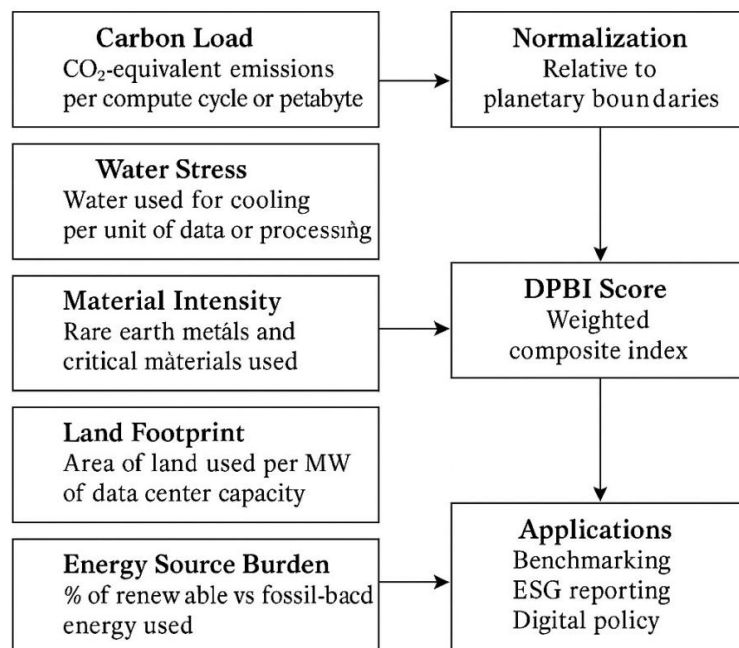 Carbon Load
CO₂-equivalent emissions
per compute cycle or petabyte
Normalization
Relative to
planetary boundaries
Water Stress
Water used for cooling
per unit of data or processıǹg
Material Intensity
Rare earth metáls and
critical màterials used
DPBI Score
Weighted
composite index
Land Footprint
Area of land used per MW
of data center capacity
Energy Source Burden
% of renew able vs fossil-bacd
energy used
Applications
Benchmarking
ESG reporting
Digital policy